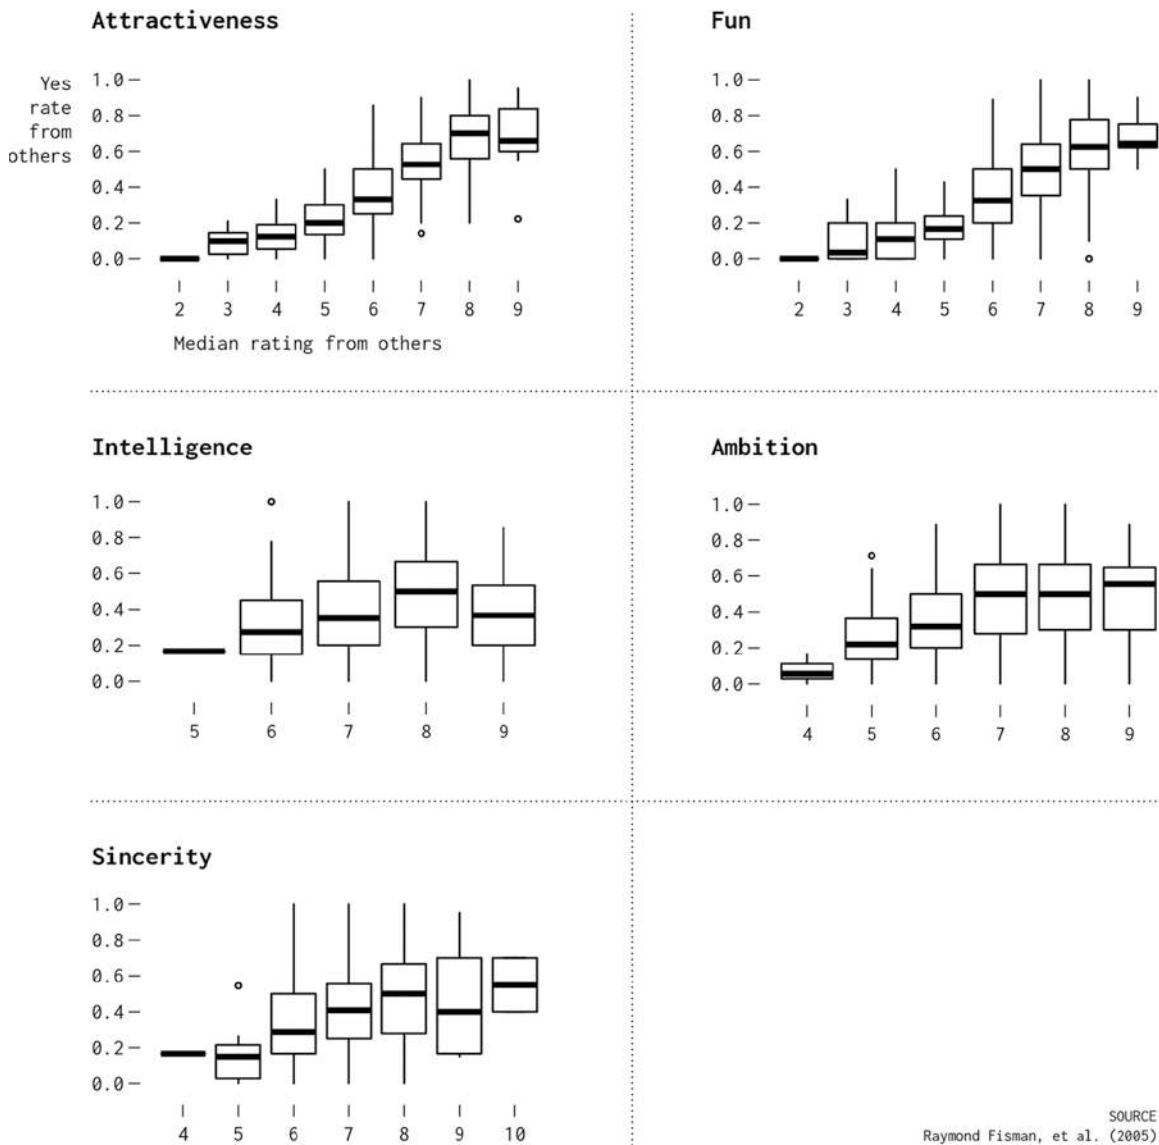 Attractiveness
Yes
rate
from
others
1.0
0.8
0.6
0.4
0.2
0.0
2 3 4 5 6 7 8 9
Median rating from others
Fun
1.0
0.8
0.6
0.4
0.2
0.0
2 3 4 5 6 7 8 9
Intelligence
1.0
0.8
0.6
0.4
0.2
0.0
5 6 7 8 9
Ambition
1.0
0.8
0.6
0.4
0.2
0.0
4 5 6 7 8 9
Sincerity
1.0
0.8
0.6
0.4
0.2
0.0
4 5 6 7 8 9 10
SOURCE
Raymond Fisman, et al. (2005)